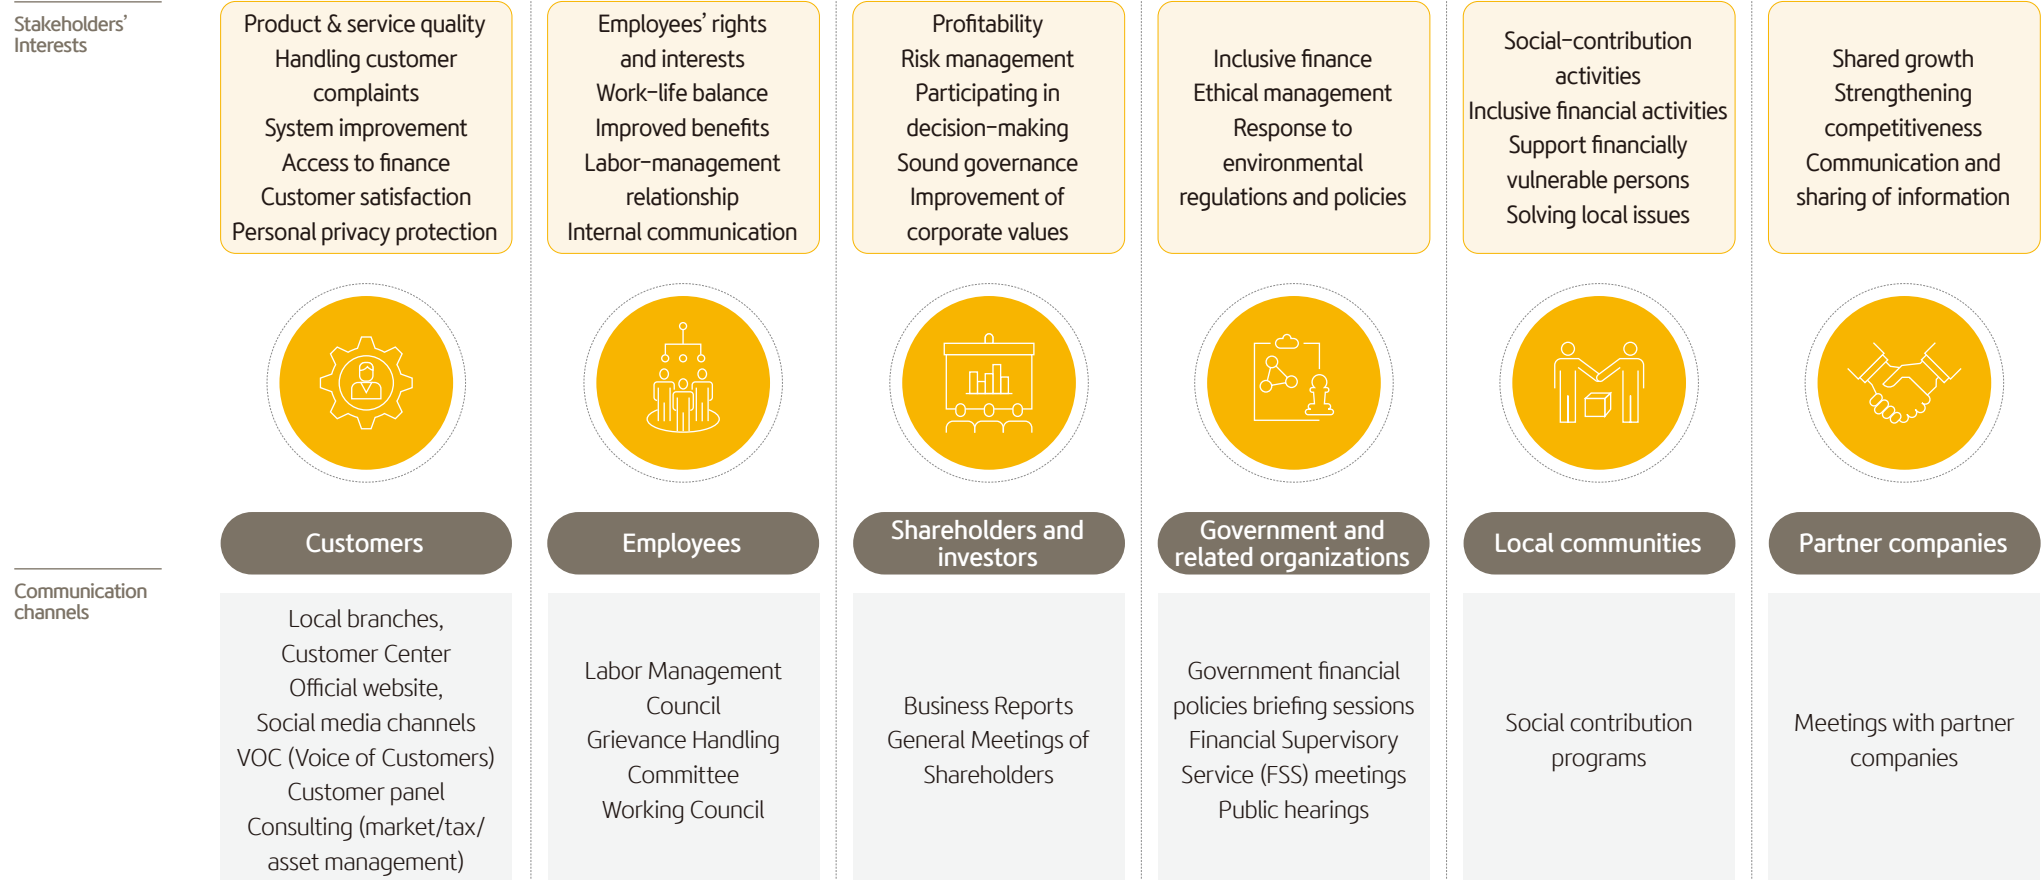 Stakeholders’
Interests
Product & service quality
Handling customer
complaints
System improvement
Access to finance
Customer satisfaction
Personal privacy protection
Employees’ rights
and interests
Work-life balance
Improved benefits
Labor-management
relationship
Internal communication
Profitability
Risk management
Participating in
decision-making
Sound governance
Improvement of
corporate values
Inclusive finance
Ethical management
Response to
environmental
regulations and policies
Social-contribution
activities
Inclusive financial activities
Support financially
vulnerable persons
Solving local issues
Shared growth
Strengthening
competitiveness
Communication and
sharing of information
Customers
Employees
Shareholders and
investors
Government and
related organizations
Local communities
Partner companies
Communication
channels
Local branches,
Customer Center
Official website,
Social media channels
VOC (Voice of Customers)
Customer panel
Consulting (market/tax/
asset management)
Labor Management
Council
Grievance Handling
Committee
Working Council
Business Reports
General Meetings of
Shareholders
Government financial
policies briefing sessions
Financial Supervisory
Service (FSS) meetings
Public hearings
Social contribution
programs
Meetings with partner
companies